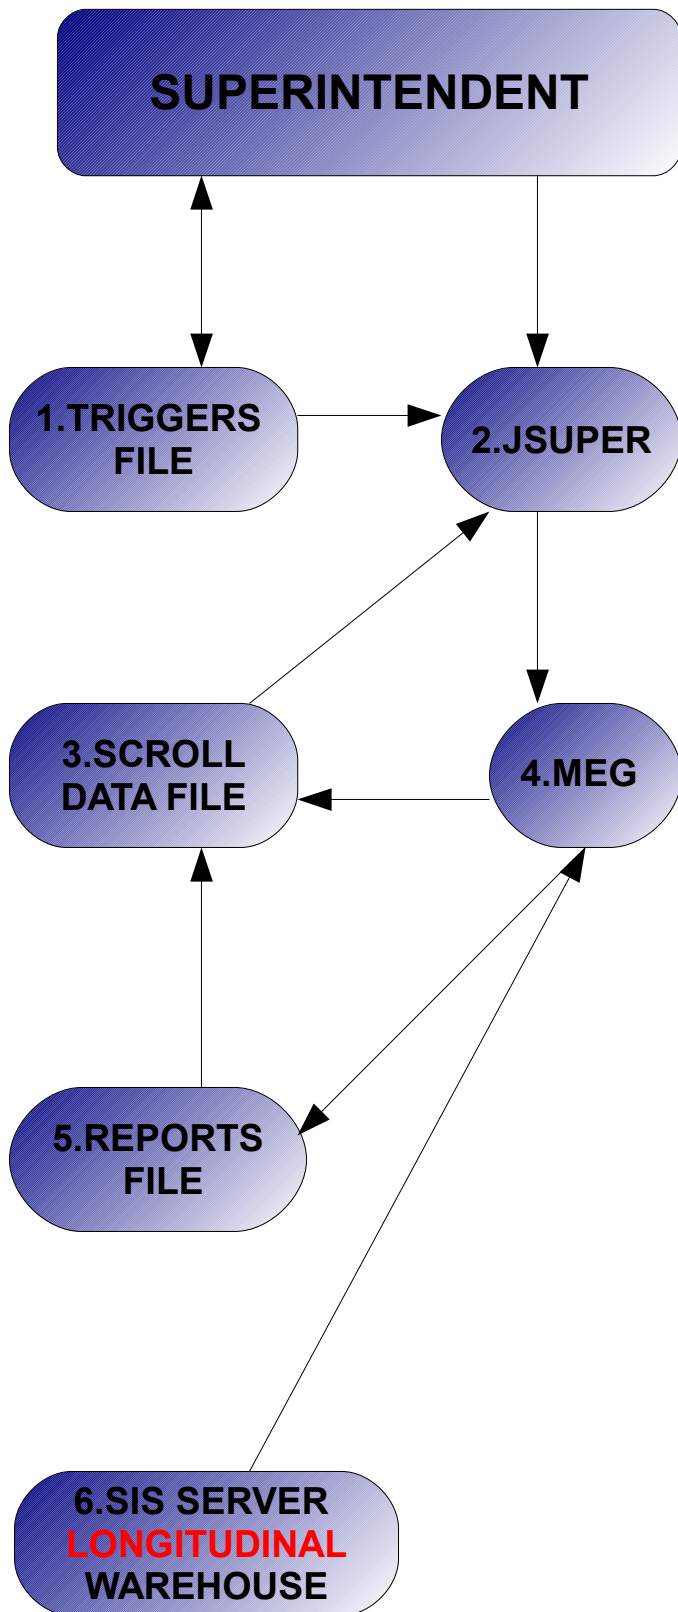 SUPERINTENDENT
1.TRIGGERS
FILE
2.JSUPER
3.SCROLL
DATA FILE
4.MEG
5.REPORTS
FILE
6.SIS SERVER
LONGITUDINAL
WAREHOUSE